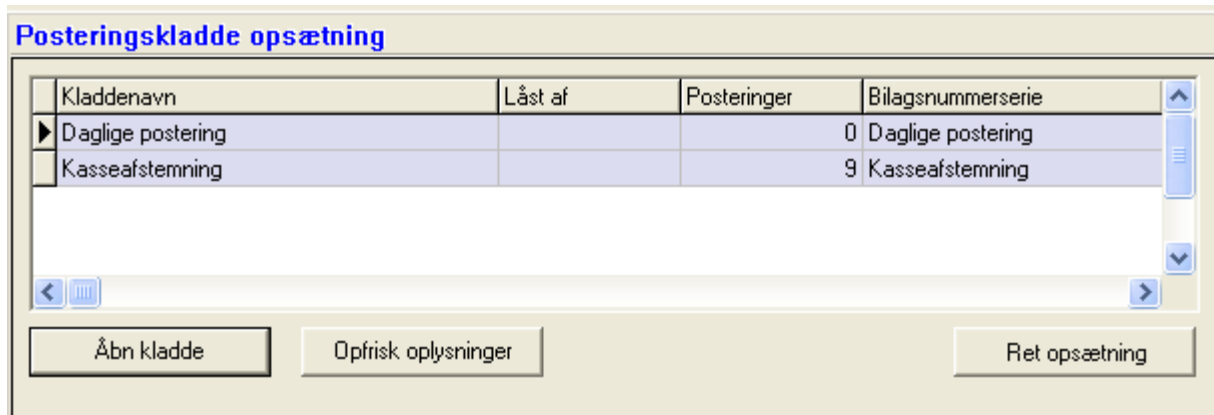 Posteringskladde opsætning
Kladdenavn Låst af Posteringer Bilagsnummerserie
Daglige postering 0 Daglige postering
Kasseafstemning 9 Kasseafstemning
Åbn kladde Opfrisk oplysninger Ret opsætning